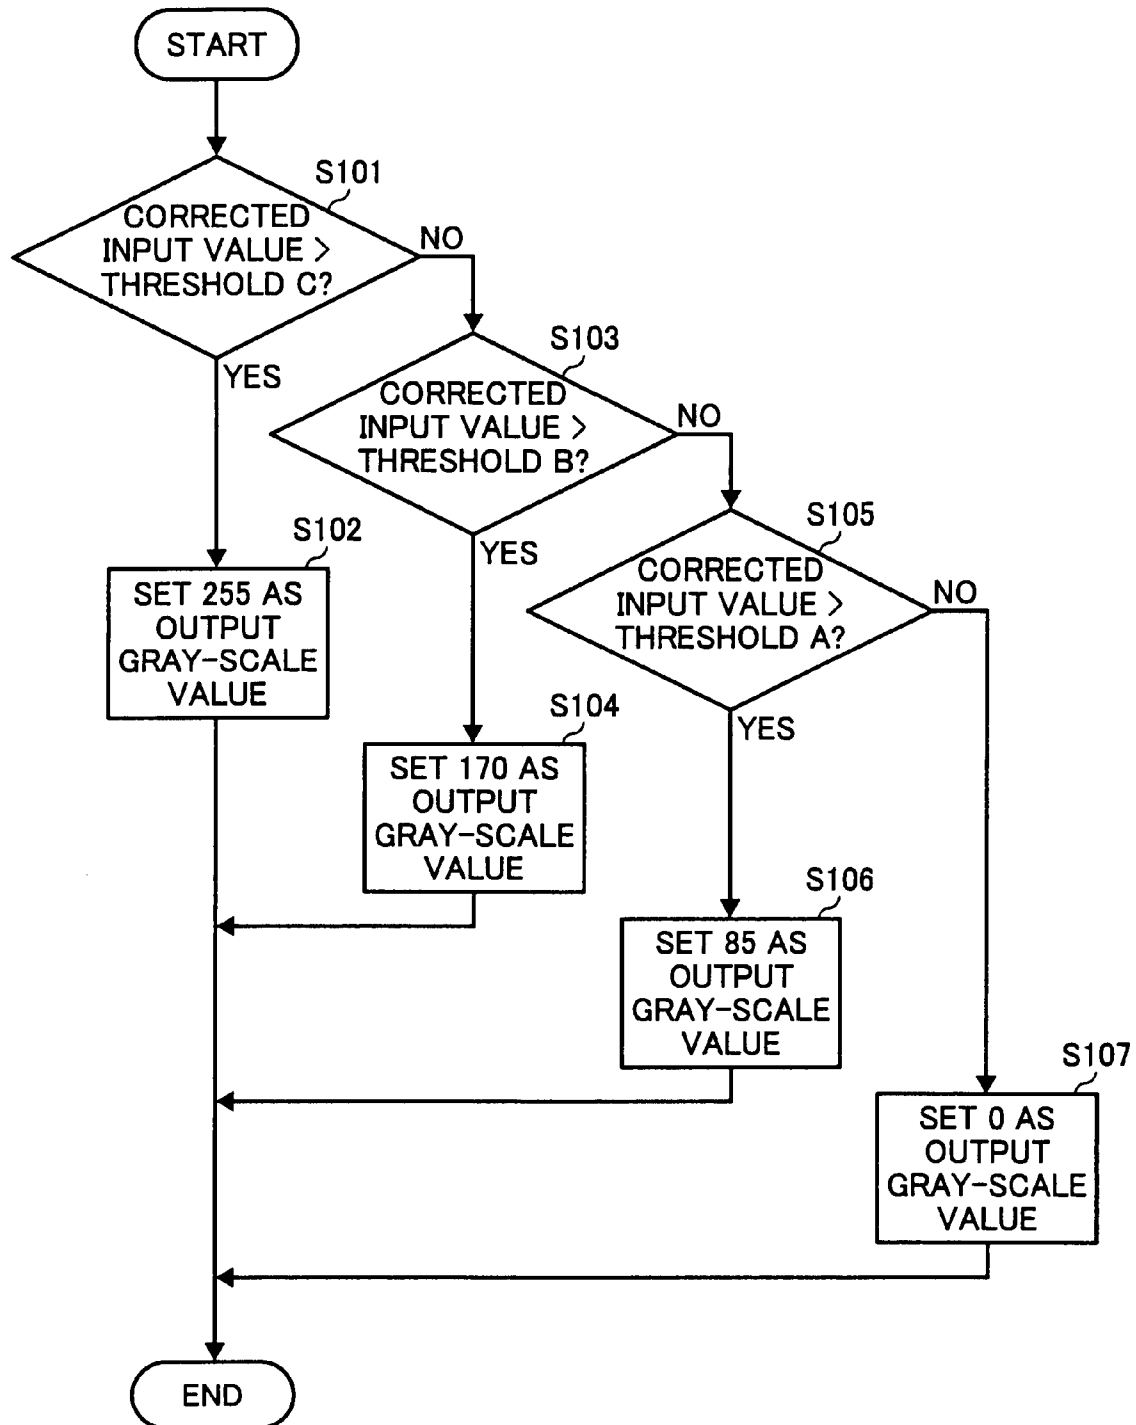 START
S101
CORRECTED
INPUT VALUE >
THRESHOLD C?
NO
YES
S103
CORRECTED
INPUT VALUE >
THRESHOLD B?
NO
YES
S102
SET 255 AS
OUTPUT
GRAY-SCALE
VALUE
S105
CORRECTED
INPUT VALUE >
THRESHOLD A?
NO
YES
S104
SET 170 AS
OUTPUT
GRAY-SCALE
VALUE
S106
SET 85 AS
OUTPUT
GRAY-SCALE
VALUE
S107
SET 0 AS
OUTPUT
GRAY-SCALE
VALUE
END